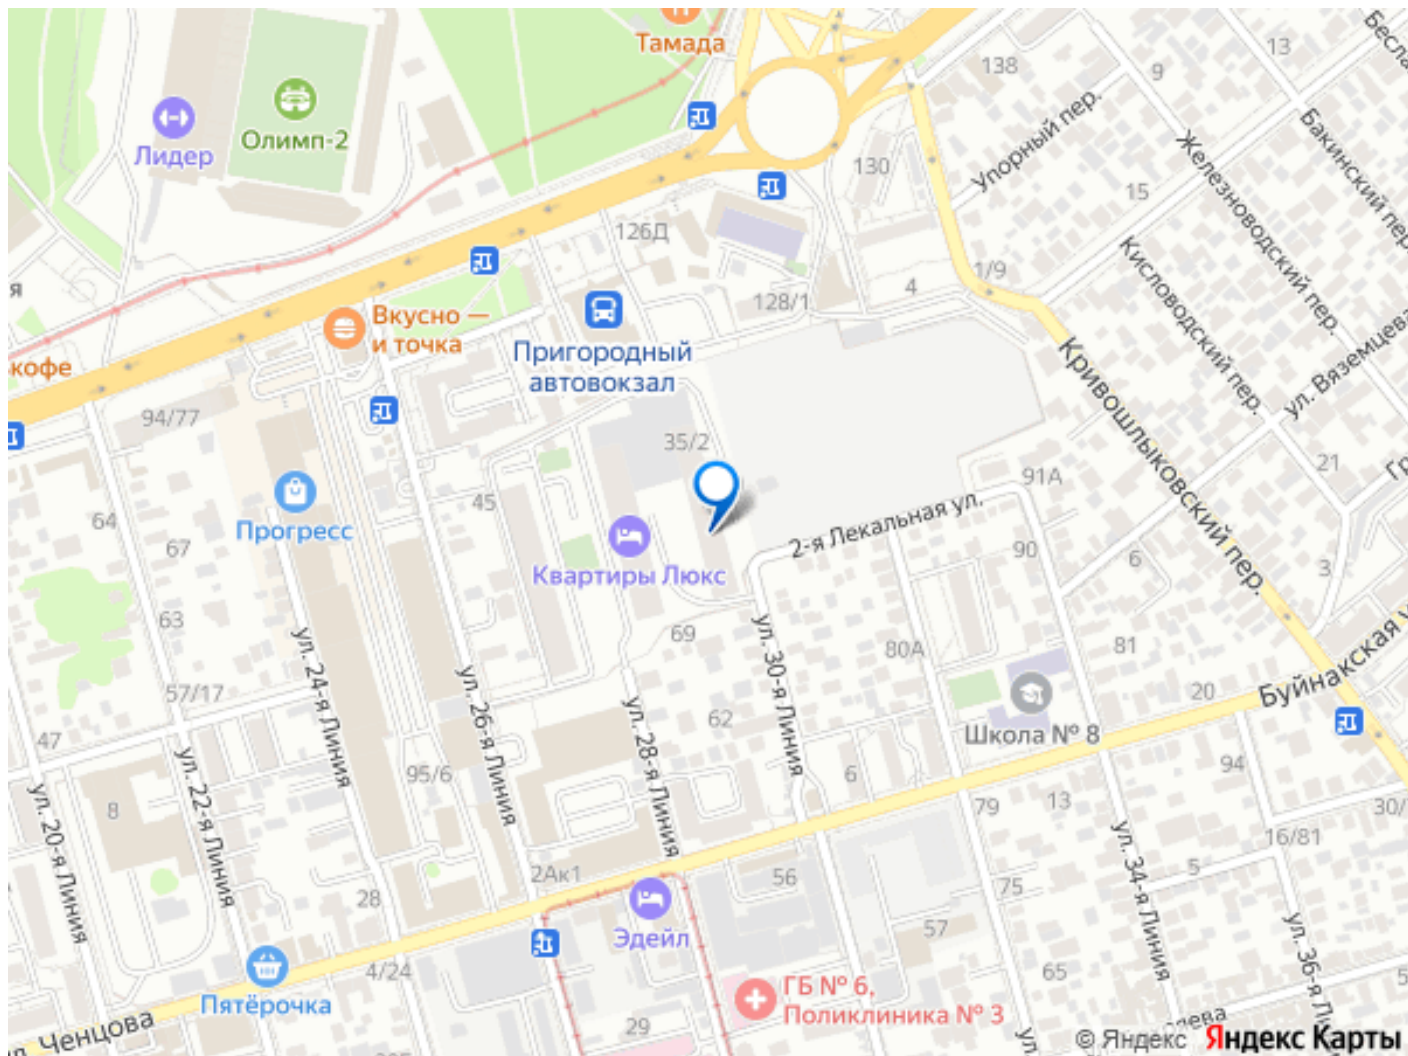 Тамада
138
13
9
Лидер
Олимп-2
130
Упорный пер.
15
Железноводский пер.
Бакинский пер.
126Д
Кисловодский пер.
1/9
4
128/1
Вкусно —
и точка
Пригородный
автовокзал
кофе
94/77
35/2
Кривошлыковский пер.
ул. Вяземцева
21
91А
45
Прогресс
64
67
2-я Лекальная ул.
90
6
3
Квартиры Люкс
63
69
80А
81
ул. 24-я Линия
ул. 26-я Линия
ул. 28-я Линия
ул. 30-я Линия
57/17
62
20
Буйнакская у
Школа № 8
47
95/6
6
94
8
ул. 20-я Линия
ул. 22-я Линия
79
13
30/
16/81
2Ак1
56
75
5
ул. 34-я Линия
28
Эдейл
57
ул. 36-я Ли
4/24
65
5
Пятёрочка
ГБ № 6,
Поликлиника № 3
29
Ченцова
ул.
© Яндекс Яндекс Карты